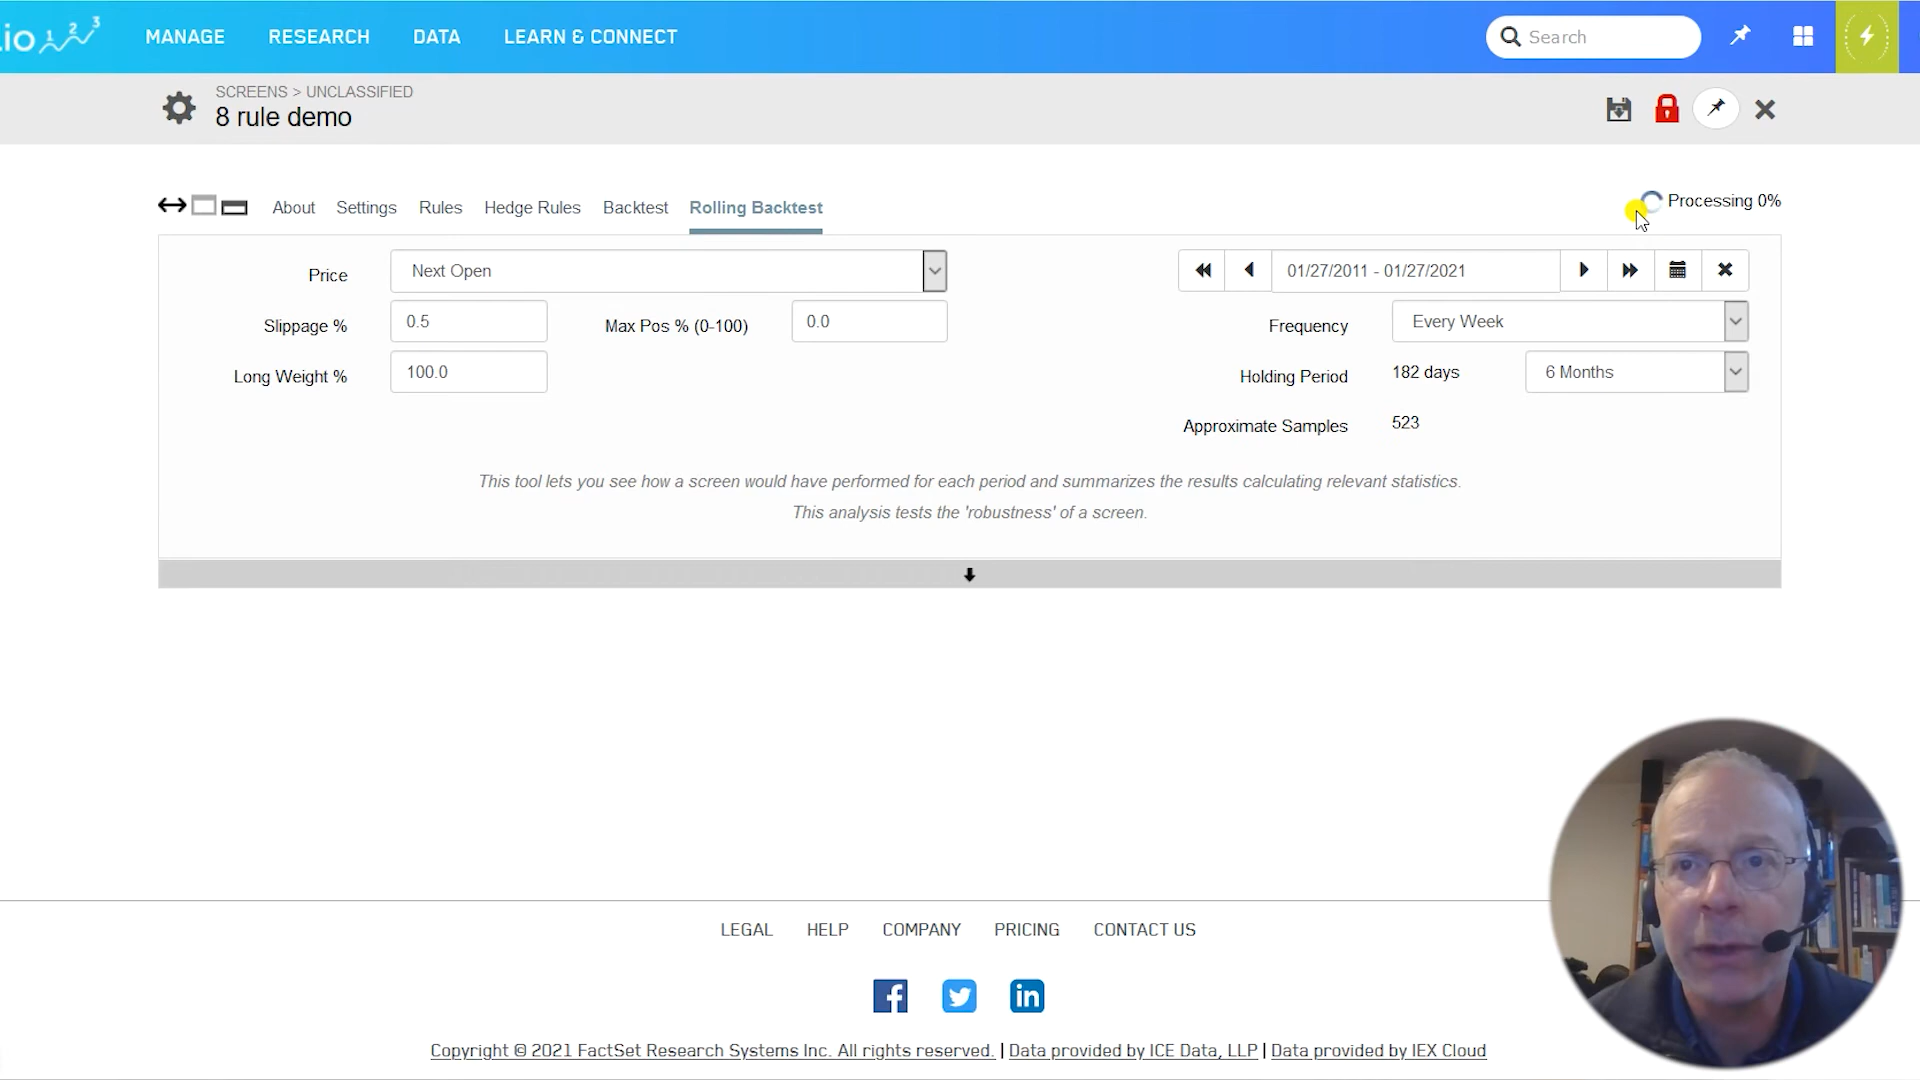 lio 123
MANAGE RESEARCH DATA LEARN & CONNECT Search
SCREENS > UNCLASSIFIED
8 rule demo
About Settings Rules Hedge Rules Backtest Rolling Backtest Processing 0%
Price Next Open 01/27/2011 - 01/27/2021
Slippage % 0.5 Max Pos % (0-100) 0.0 Frequency Every Week
Long Weight % 100.0 Holding Period 182 days 6 Months
Approximate Samples 523
This tool lets you see how a screen would have performed for each period and summarizes the results calculating relevant statistics.
This analysis tests the 'robustness' of a screen.
LEGAL HELP COMPANY PRICING CONTACT US
Copyright © 2021 FactSet Research Systems Inc. All rights reserved. | Data provided by ICE Data, LLP | Data provided by IEX Cloud